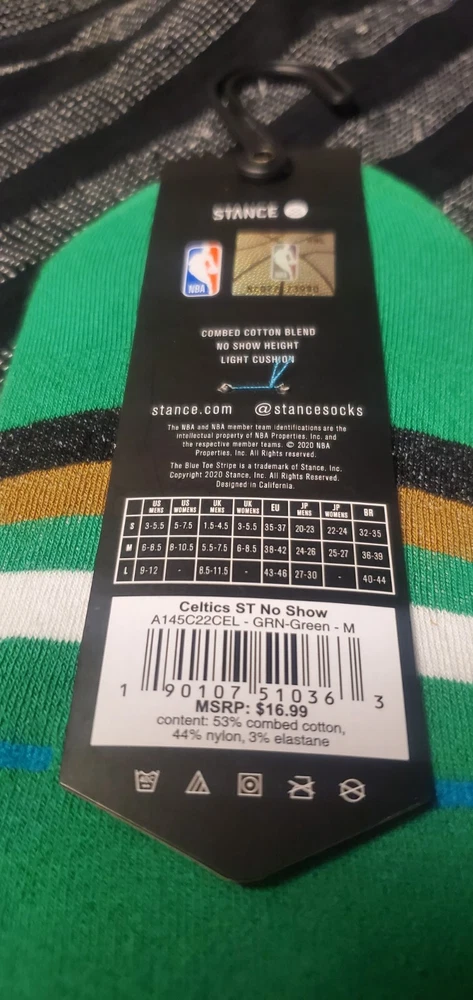 STANCE
NBA
COMBED COTTON BLEND
NO SHOW HEIGHT
LIGHT CUSHION
stance.com @stancesocks
The NBA and NBA member team identifications are the
intellectual property of NBA Properties, Inc. and
the respective member teams. © 2020 NBA
Properties, Inc. All Rights reserved.
The Blue Toe Stripe is a trademark of Stance, Inc.
Copyright 2020 Stance, Inc. All Rights Reserved.
Designed in California.
US MENS US WOMENS UK MENS UK WOMENS EU JP MENS JP WOMENS BR
S 3-5.5 5-7.5 1.5-4.5 3-5.5 35-37 20-23 22-24 32-35
M 6-8.5 8-10.5 5.5-7.5 6-8.5 38-42 24-26 25-27 36-39
L 9-12 - 8.5-11.5 - 43-46 27-30 - 40-44
Celtics ST No Show
A145C22CEL - GRN-Green - M
1 90107 51036 3
MSRP: $16.99
content: 53% combed cotton,
44% nylon, 3% elastane